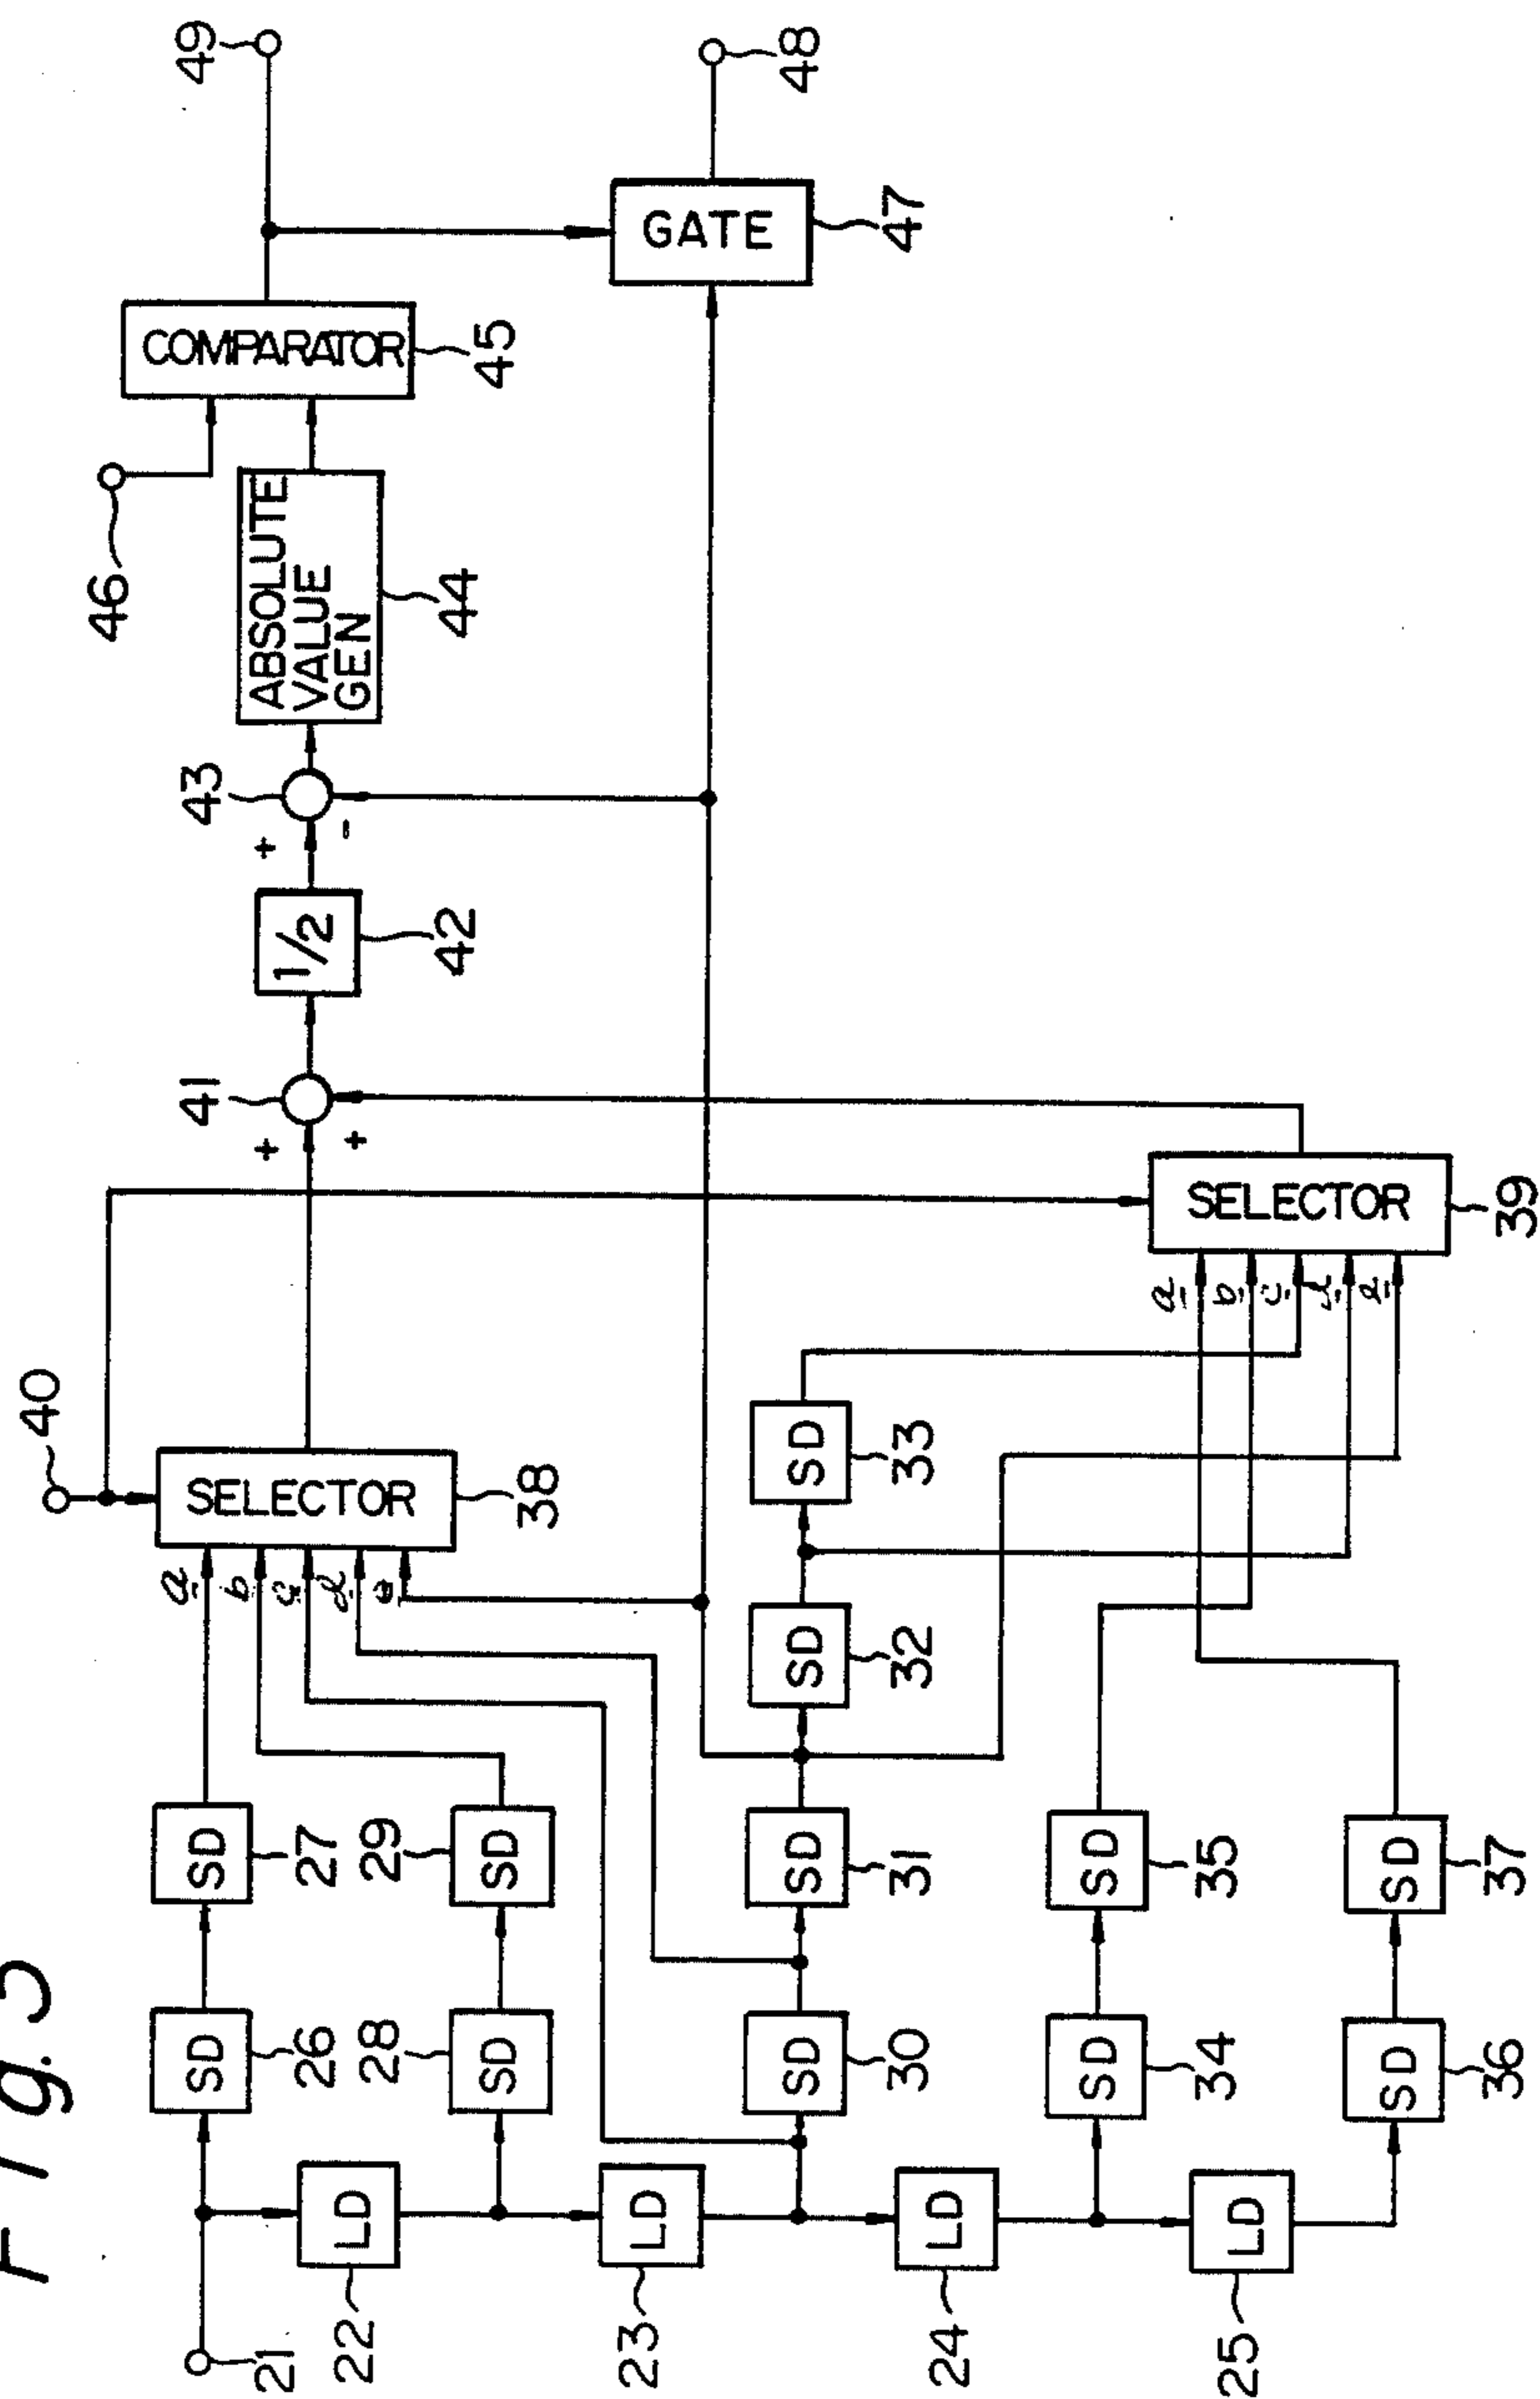 Fig. 5
49
48
COMPARATOR
45
46
GATE
47
ABSOLUTE
VALUE
GEN
44
43
+
-
1/2
42
41
+
+
40
SELECTOR
38
a
b
c
d
e
SELECTOR
39
a
b
c
d
e
SD
33
SD
32
SD
27
SD
29
SD
31
SD
35
SD
37
SD
26
SD
28
SD
30
SD
34
SD
36
LD
22
LD
23
LD
24
LD
25
21